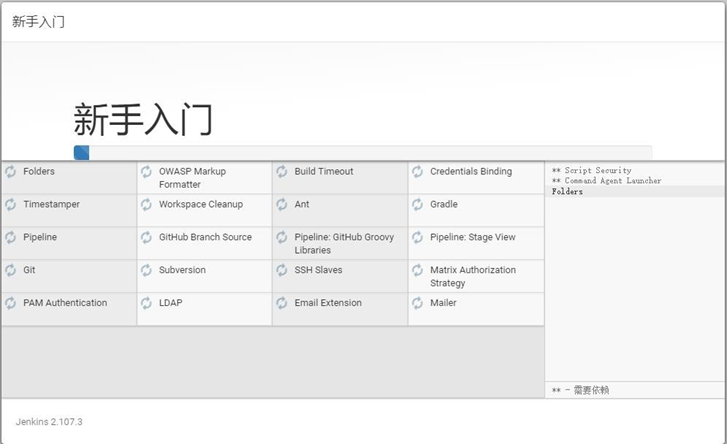 新手入门
新手入门
Folders
OWASP Markup
Formatter
Build Timeout
Credentials Binding
Timestamper
Workspace Cleanup
Ant
Gradle
Pipeline
GitHub Branch Source
Pipeline: GitHub Groovy
Libraries
Pipeline: Stage View
Git
Subversion
SSH Slaves
Matrix Authorization
Strategy
PAM Authentication
LDAP
Email Extension
Mailer
** Script Security
** Command Agent Launcher
Folders
** - 需要依赖
Jenkins 2.107.3